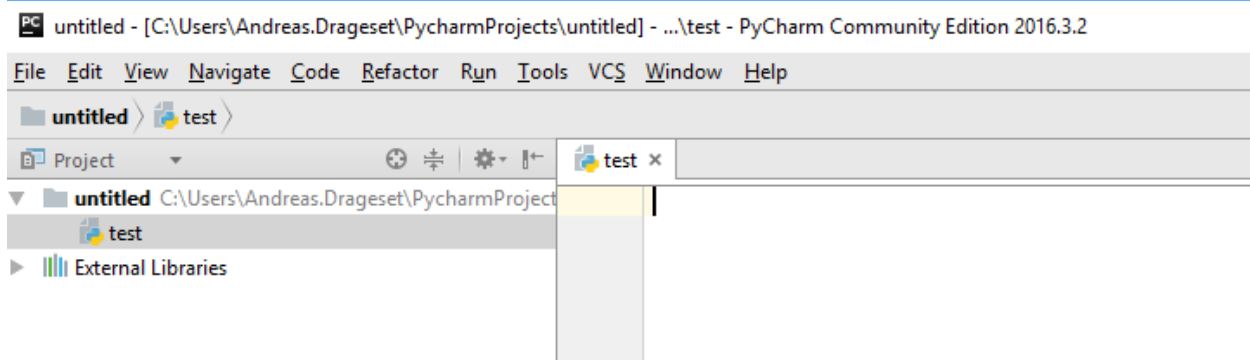 PC untitled - [C:\Users\Andreas.Drageset\PycharmProjects\untitled] - ...\test - PyCharm Community Edition 2016.3.2
File Edit View Navigate Code Refactor Run Tools VCS Window Help
untitled test
Project test
untitled C:\Users\Andreas.Drageset\PycharmProject
test
External Libraries